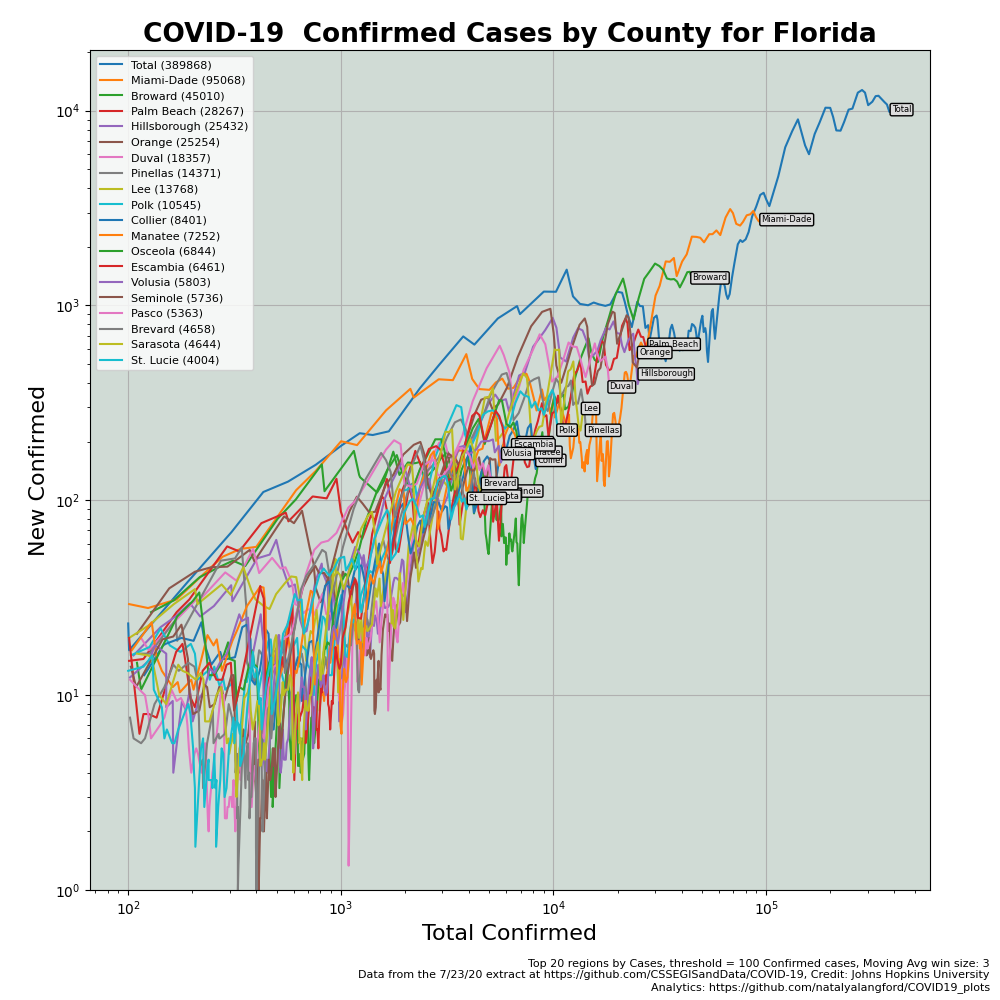 COVID-19 Confirmed Cases by County for Florida
Total (389868)
Miami-Dade (95068)
Broward (45010)
Palm Beach (28267)
Hillsborough (25432)
Orange (25254)
Duval (18357)
Pinellas (14371)
Lee (13768)
Polk (10545)
Collier (8401)
Manatee (7252)
Osceola (6844)
Escambia (6461)
Volusia (5803)
Seminole (5736)
Pasco (5363)
Brevard (4658)
Sarasota (4644)
St. Lucie (4004)
10⁴
10³
10²
10¹
10⁰
New Confirmed
Total
Miami-Dade
Broward
Palm Beach
Orange
Hillsborough
Duval
Lee
Polk
Pinellas
Escambia
Volusia
Collier
Brevard
St. Lucie
10²
10³
10⁴
10⁵
Total Confirmed
Top 20 regions by Cases, threshold = 100 Confirmed cases, Moving Avg win size: 3
Data from the 7/23/20 extract at https://github.com/CSSEGISandData/COVID-19, Credit: Johns Hopkins University
Analytics: https://github.com/natalyalangford/COVID19_plots